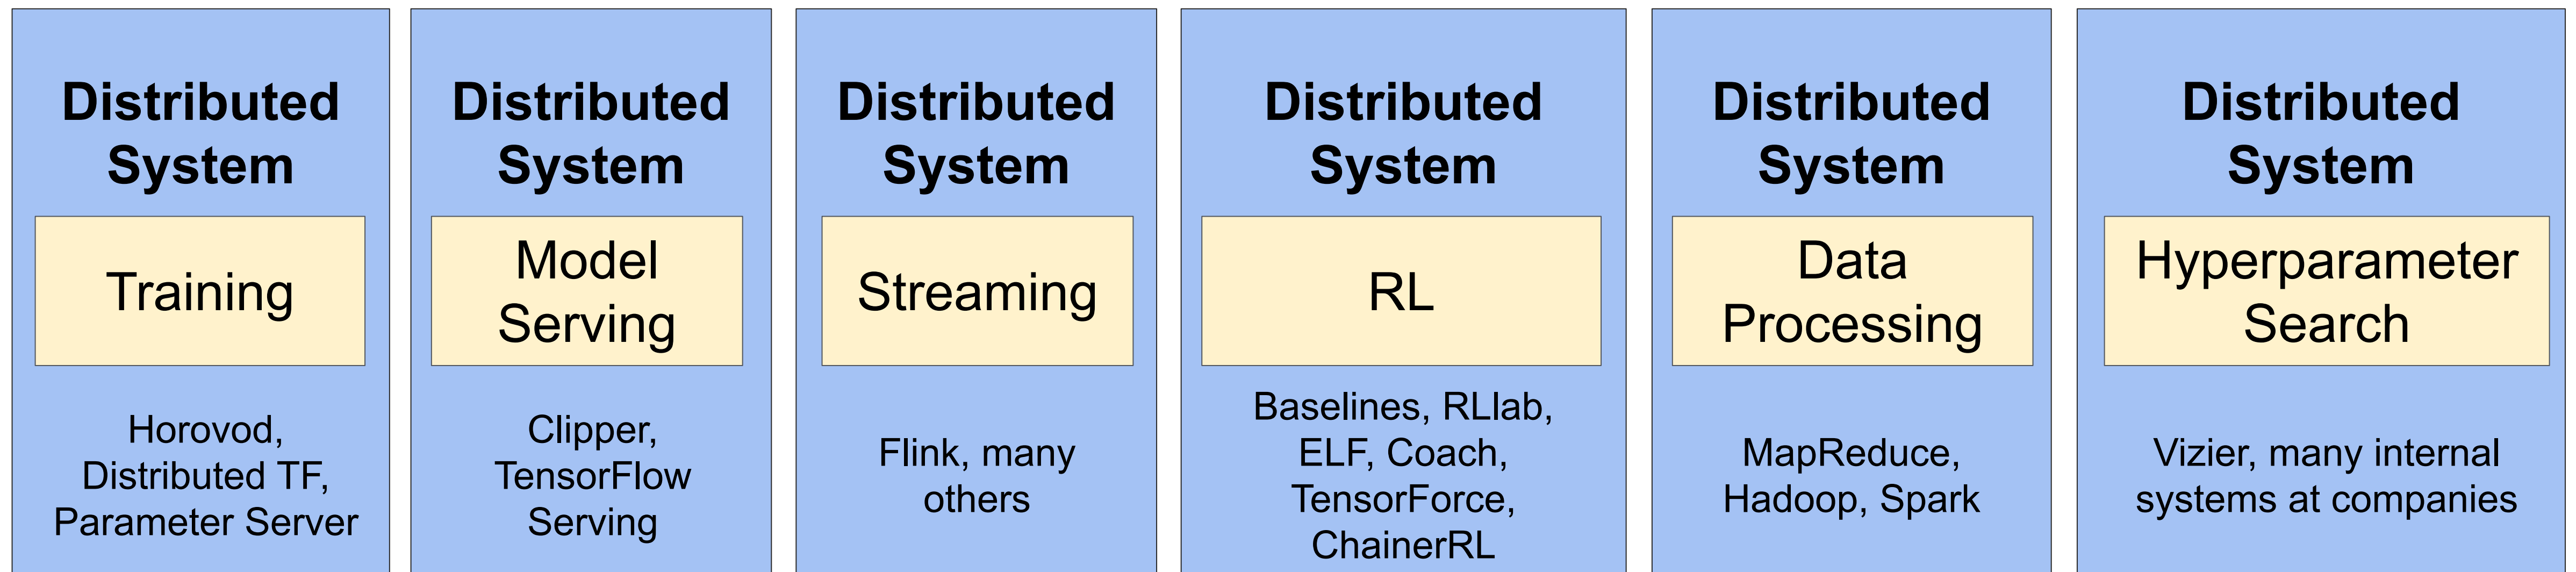 Distributed
System
Training
Horovod,
Distributed TF,
Parameter Server
Distributed
System
Model
Serving
Clipper,
TensorFlow
Serving
Distributed
System
Streaming
Flink, many
others
Distributed
System
RL
Baselines, RLlab,
ELF, Coach,
TensorForce,
ChainerRL
Distributed
System
Data
Processing
MapReduce,
Hadoop, Spark
Distributed
System
Hyperparameter
Search
Vizier, many internal
systems at companies